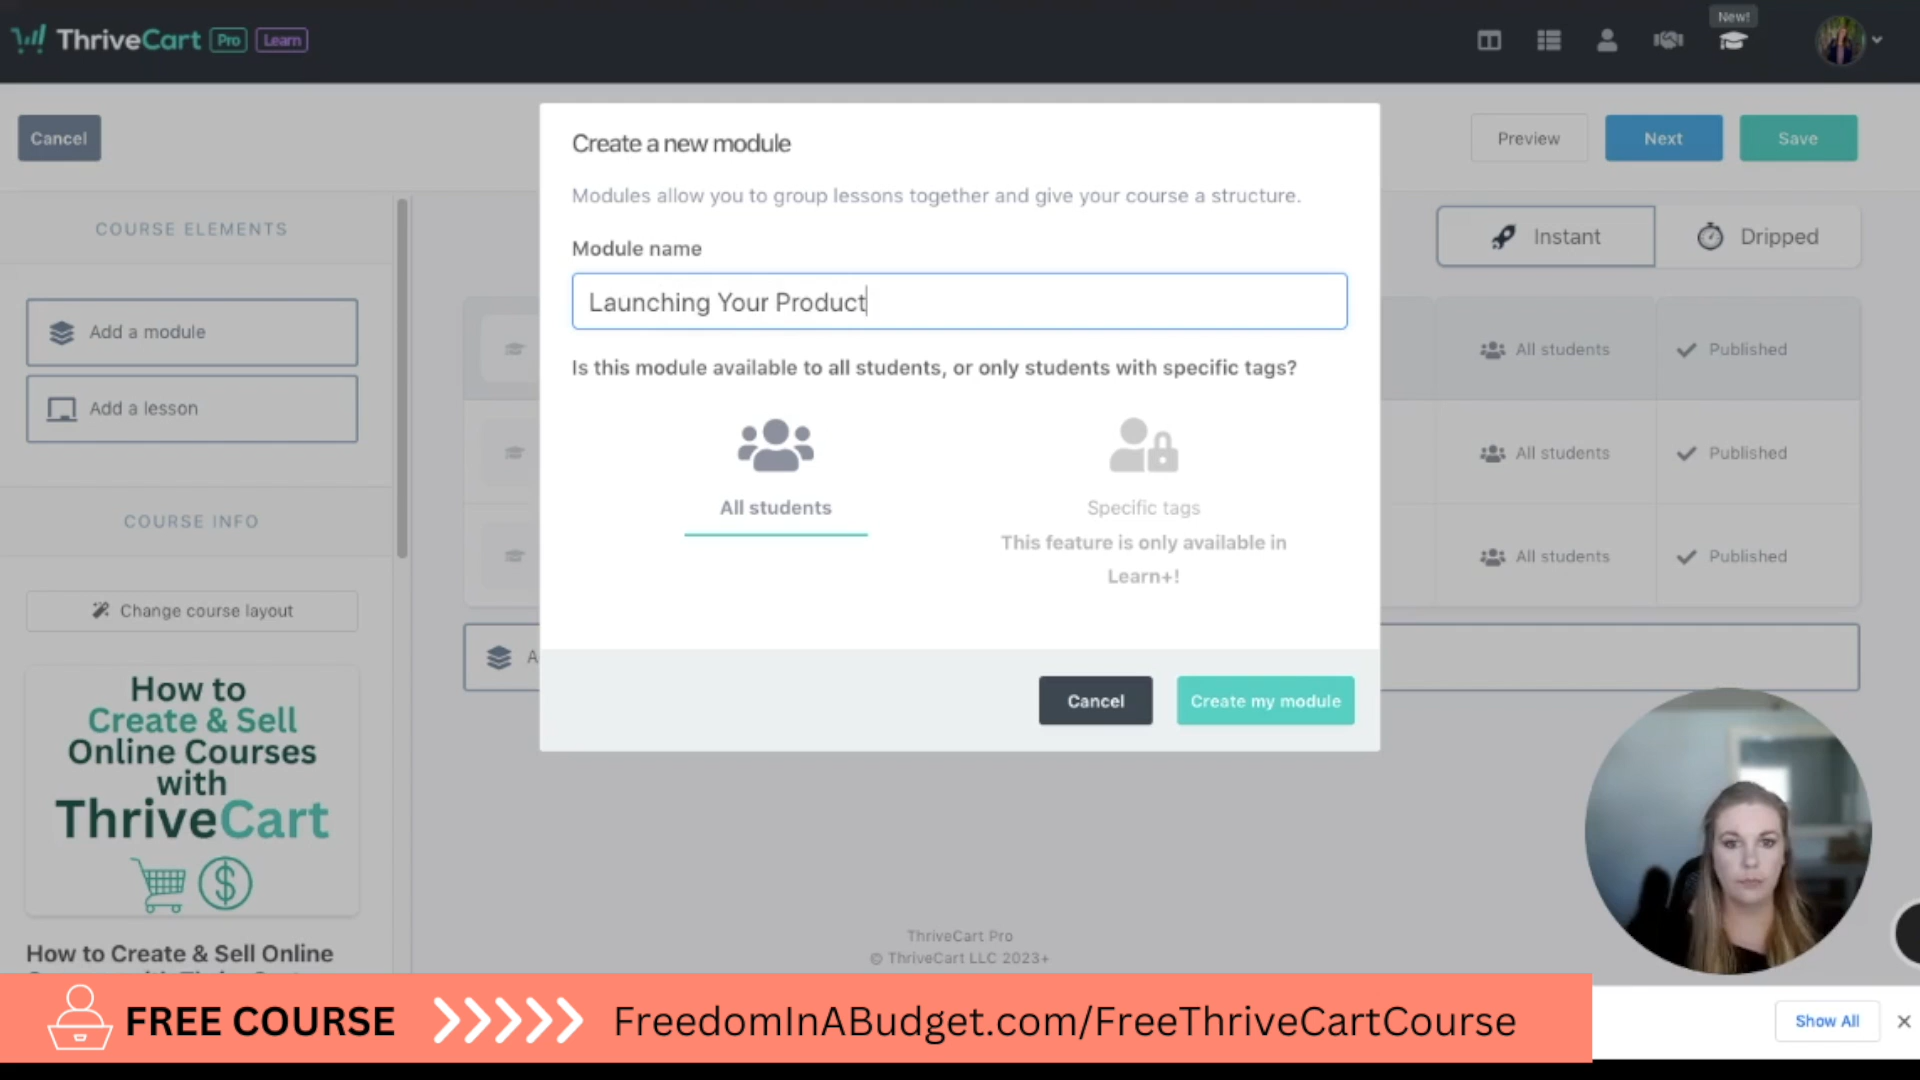 ThriveCart Pro Learn
New!
Cancel
Preview
Next
Save
COURSE ELEMENTS
Add a module
Add a lesson
COURSE INFO
Change course layout
How to
Create & Sell
Online Courses
with
ThriveCart
How to Create & Sell Online
Create a new module
Modules allow you to group lessons together and give your course a structure.
Module name
Launching Your Product
Is this module available to all students, or only students with specific tags?
All students
Specific tags
This feature is only available in
Learn+!
Cancel
Create my module
Instant
Dripped
All students
Published
All students
Published
All students
Published
ThriveCart Pro
© ThriveCart LLC 2023+
FREE COURSE
FreedomInABudget.com/FreeThriveCartCourse
Show All